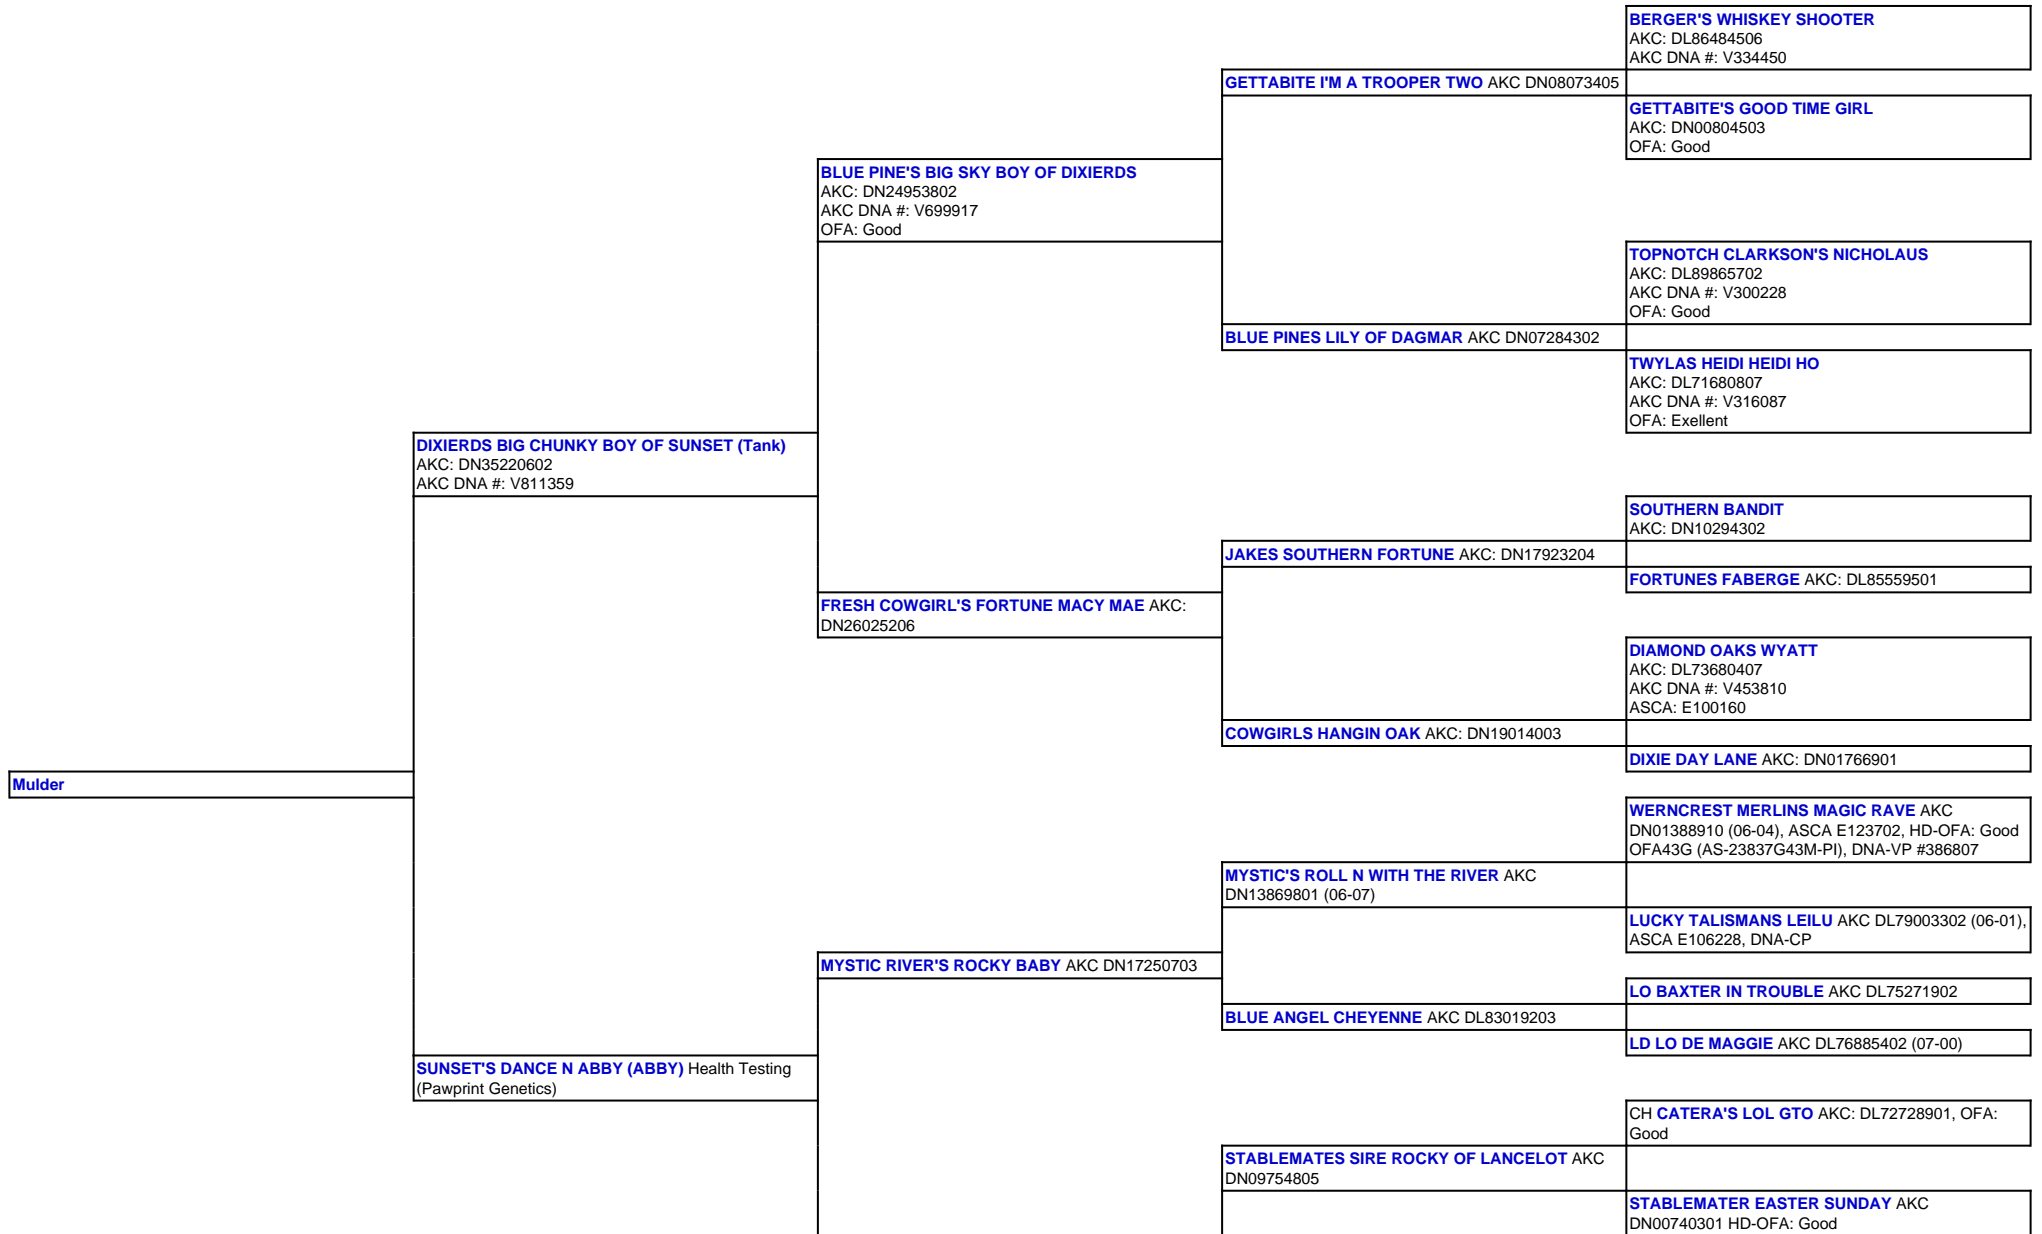 BERGER'S WHISKEY SHOOTER
AKC: DL86484506
AKC DNA #: V334450
GETTABITE I'M A TROOPER TWO AKC DN08073405
GETTABITE'S GOOD TIME GIRL
AKC: DN00804503
OFA: Good
BLUE PINE'S BIG SKY BOY OF DIXIERDS
AKC: DN24953802
AKC DNA #: V699917
OFA: Good
TOPNOTCH CLARKSON'S NICHOLAUS
AKC: DL89865702
AKC DNA #: V300228
OFA: Good
BLUE PINES LILY OF DAGMAR AKC DN07284302
TWYLAS HEIDI HEIDI HO
AKC: DL71680807
AKC DNA #: V316087
OFA: Exellent
DIXIERDS BIG CHUNKY BOY OF SUNSET (Tank)
AKC: DN35220602
AKC DNA #: V811359
SOUTHERN BANDIT
AKC: DN10294302
JAKES SOUTHERN FORTUNE AKC: DN17923204
FORTUNES FABERGE AKC: DL85559501
FRESH COWGIRL'S FORTUNE MACY MAE AKC:
DN26025206
DIAMOND OAKS WYATT
AKC: DL73680407
AKC DNA #: V453810
ASCA: E100160
COWGIRLS HANGIN OAK AKC: DN19014003
DIXIE DAY LANE AKC: DN01766901
Mulder
WERNCREST MERLINS MAGIC RAVE AKC
DN01388910 (06-04), ASCA E123702, HD-OFA: Good
OFA43G (AS-23837G43M-PI), DNA-VP #386807
MYSTIC'S ROLL N WITH THE RIVER AKC
DN13869801 (06-07)
LUCKY TALISMANS LEILU AKC DL79003302 (06-01),
ASCA E106228, DNA-CP
MYSTIC RIVER'S ROCKY BABY AKC DN17250703
LO BAXTER IN TROUBLE AKC DL75271902
BLUE ANGEL CHEYENNE AKC DL83019203
LD LO DE MAGGIE AKC DL76885402 (07-00)
SUNSET'S DANCE N ABBY (ABBY) Health Testing
(Pawprint Genetics)
CH CATERA'S LOL GTO AKC: DL72728901, OFA:
Good
STABLEMATES SIRE ROCKY OF LANCELOT AKC
DN09754805
STABLEMATER EASTER SUNDAY AKC
DN00740301 HD-OFA: Good